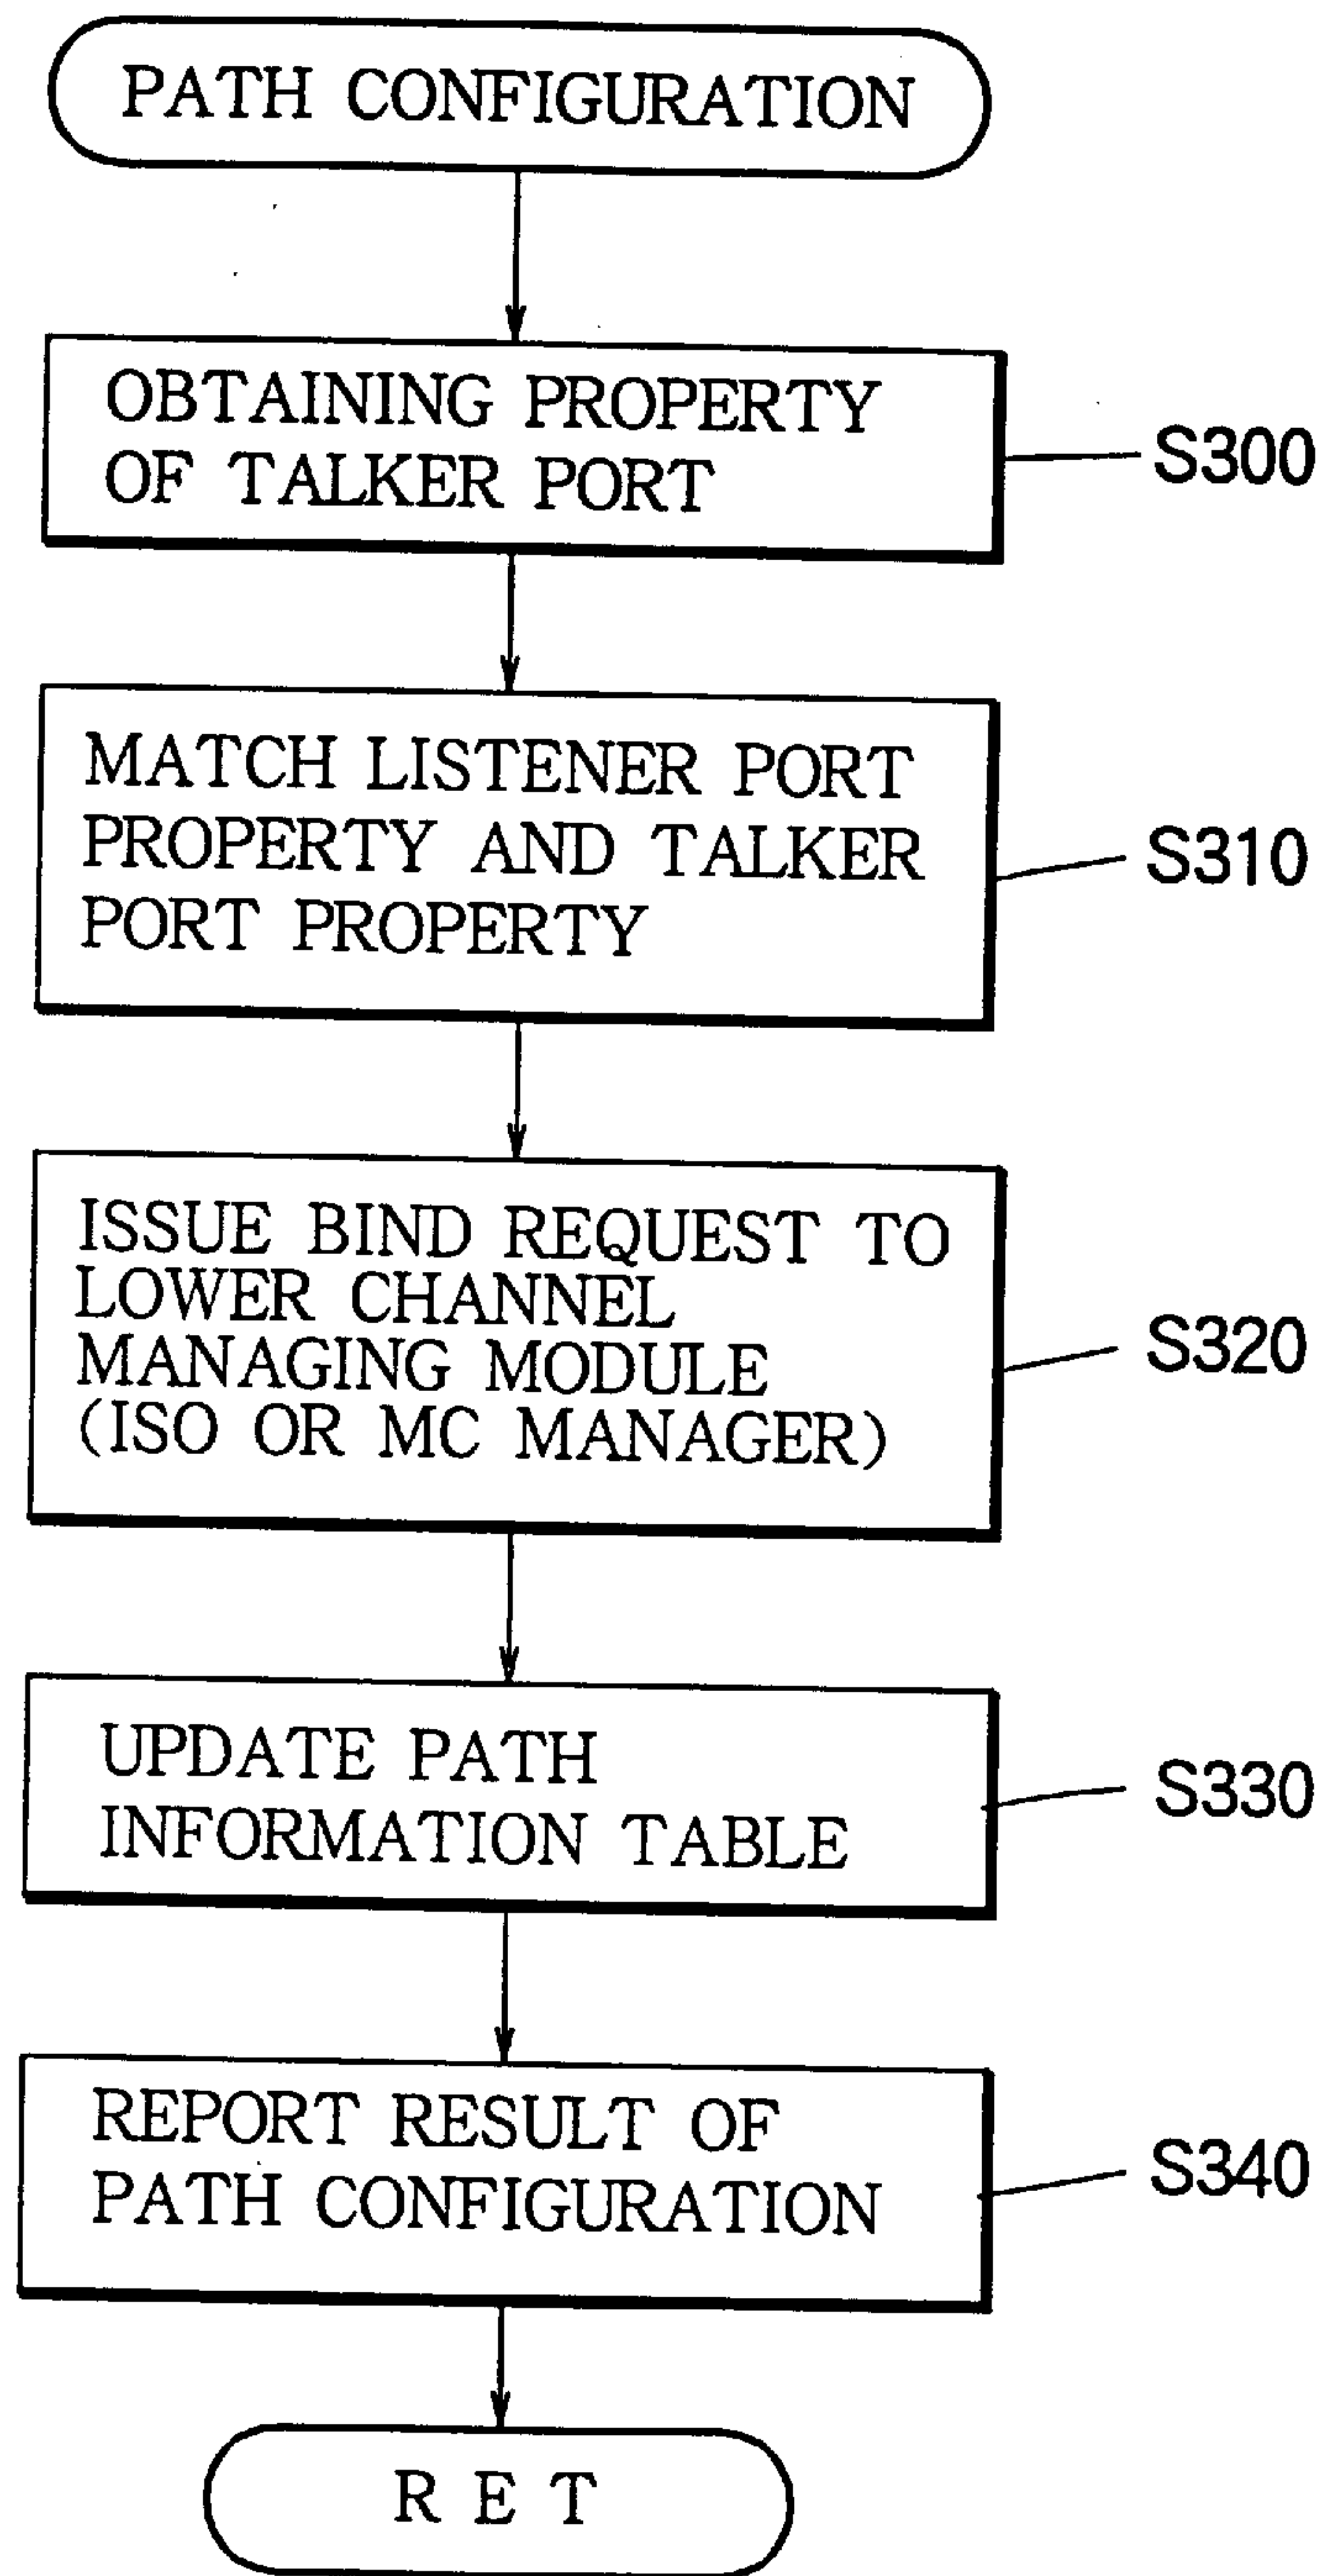 PATH CONFIGURATION
OBTAINING PROPERTY
OF TALKER PORT
S300
MATCH LISTENER PORT
PROPERTY AND TALKER
PORT PROPERTY
S310
ISSUE BIND REQUEST TO
LOWER CHANNEL
MANAGING MODULE
(ISO OR MC MANAGER)
S320
UPDATE PATH
INFORMATION TABLE
S330
REPORT RESULT OF
PATH CONFIGURATION
S340
R E T